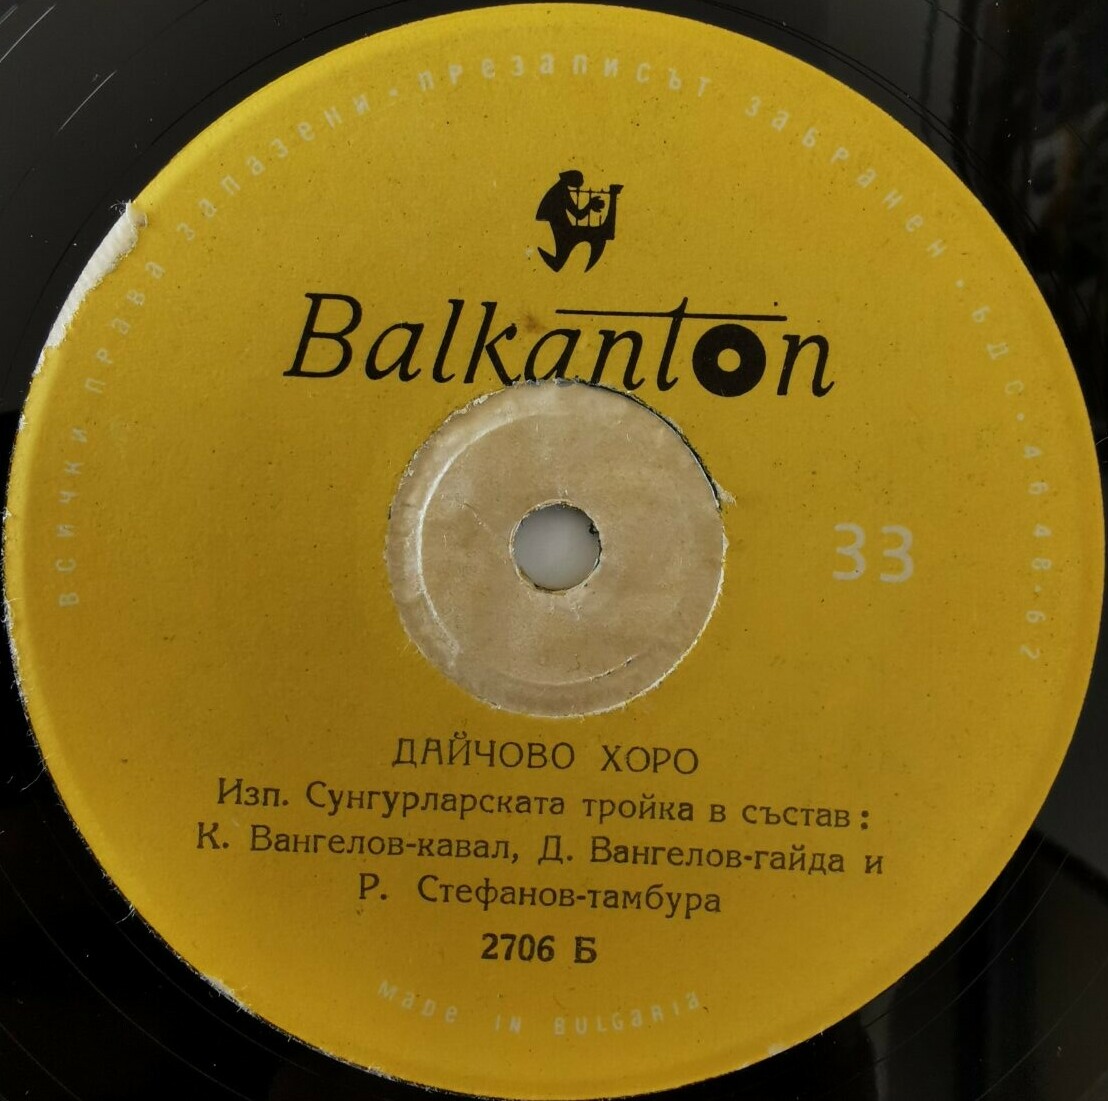 всички права запазени · презаписът забранен · БДС · 4648-62
Balkanton
33
ДАЙЧОВО ХОРО
Изп. Сунгурларската тройка в състав:
К. Вангелов-кавал, Д. Вангелов-гайда и
Р. Стефанов-тамбура
2706 Б
MADE IN BULGARIA